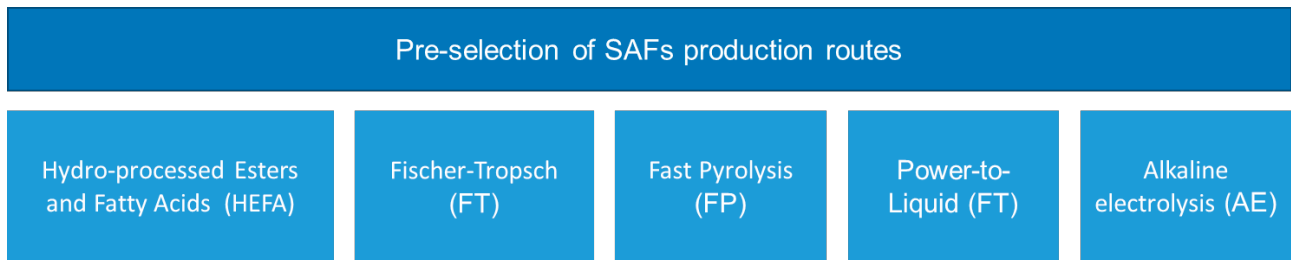 Pre-selection of SAFs production routes
Hydro-processed Esters
and Fatty Acids (HEFA)
Fischer-Tropsch
(FT)
Fast Pyrolysis
(FP)
Power-to-
Liquid (FT)
Alkaline
electrolysis (AE)